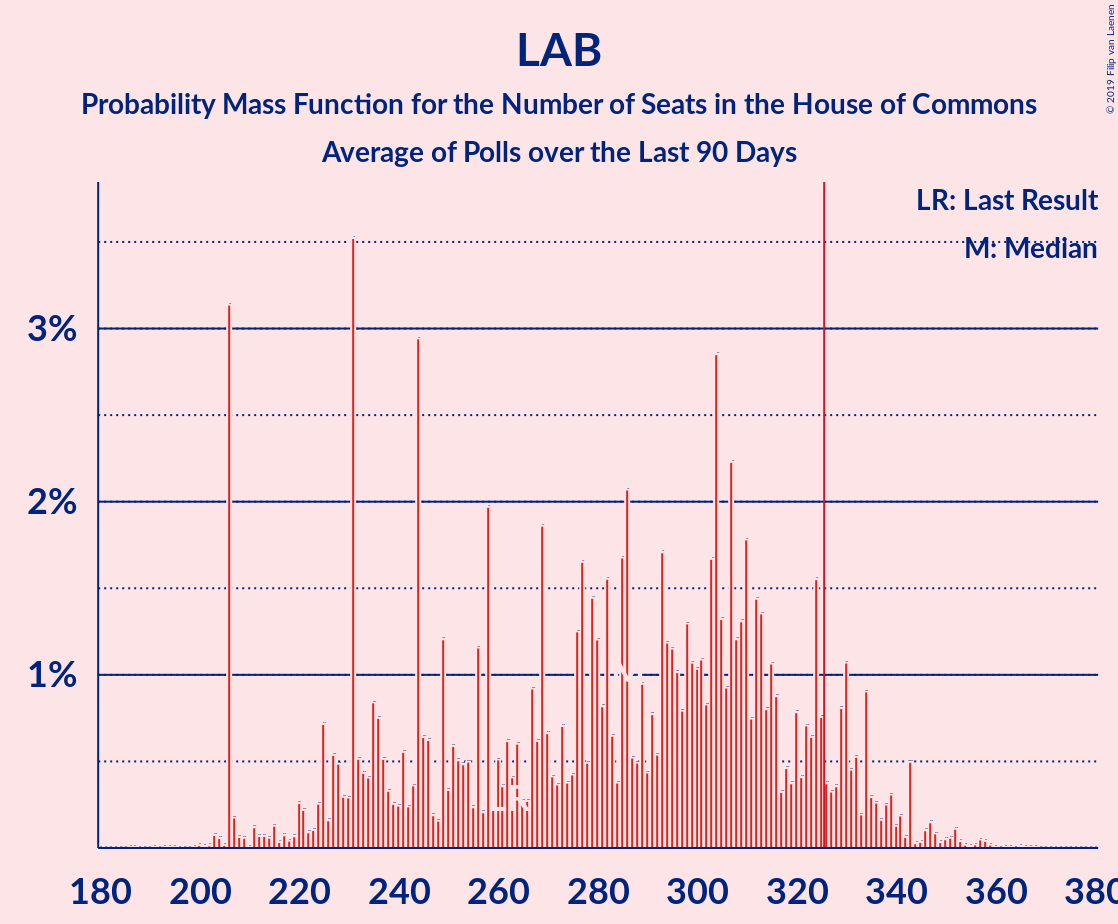 LAB
Probability Mass Function for the Number of Seats in the House of Commons
Average of Polls over the Last 90 Days
© 2019 Filip van Laenen
LR: Last Result
M: Median
3%
2%
1%
LR
M
180 200 220 240 260 280 300 320 340 360 380